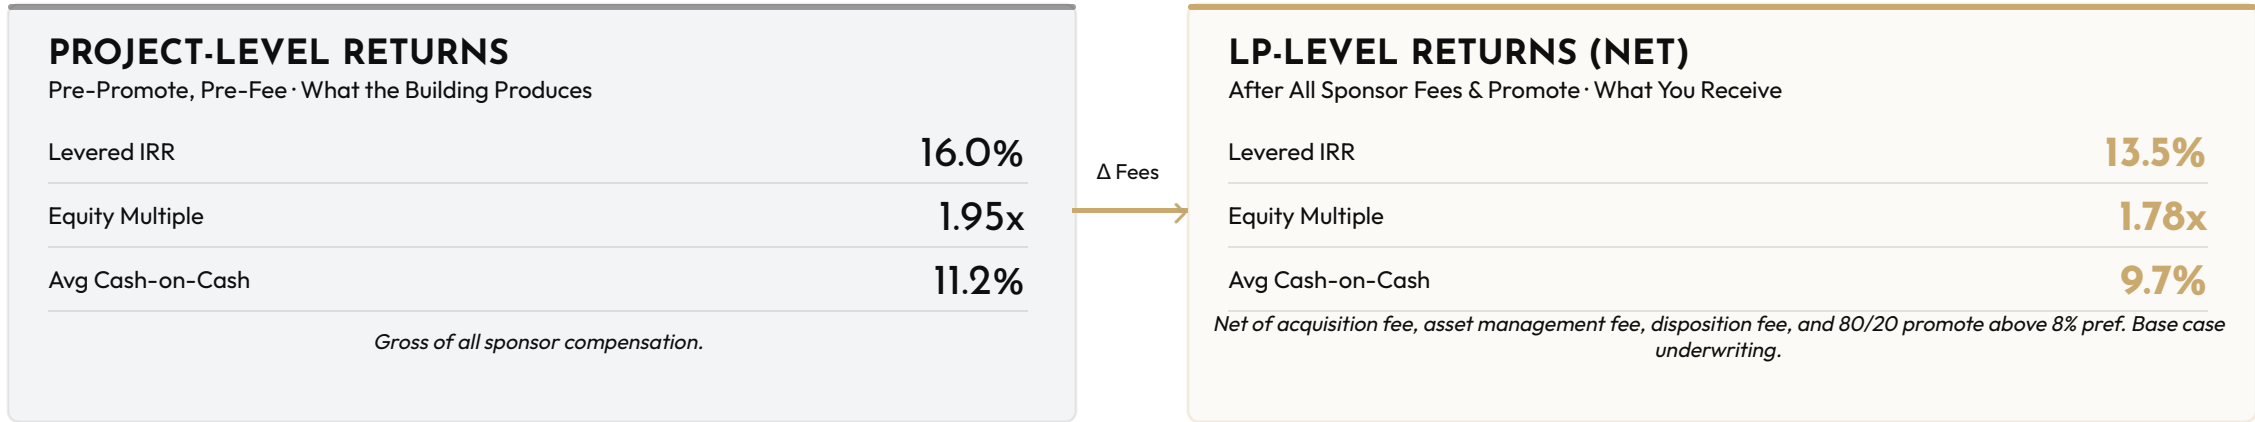 PROJECT-LEVEL RETURNS
Pre-Promote, Pre-Fee · What the Building Produces
Levered IRR 16.0%
Equity Multiple 1.95x
Avg Cash-on-Cash 11.2%
Gross of all sponsor compensation.
Δ Fees
LP-LEVEL RETURNS (NET)
After All Sponsor Fees & Promote · What You Receive
Levered IRR 13.5%
Equity Multiple 1.78x
Avg Cash-on-Cash 9.7%
Net of acquisition fee, asset management fee, disposition fee, and 80/20 promote above 8% pref. Base case
underwriting.